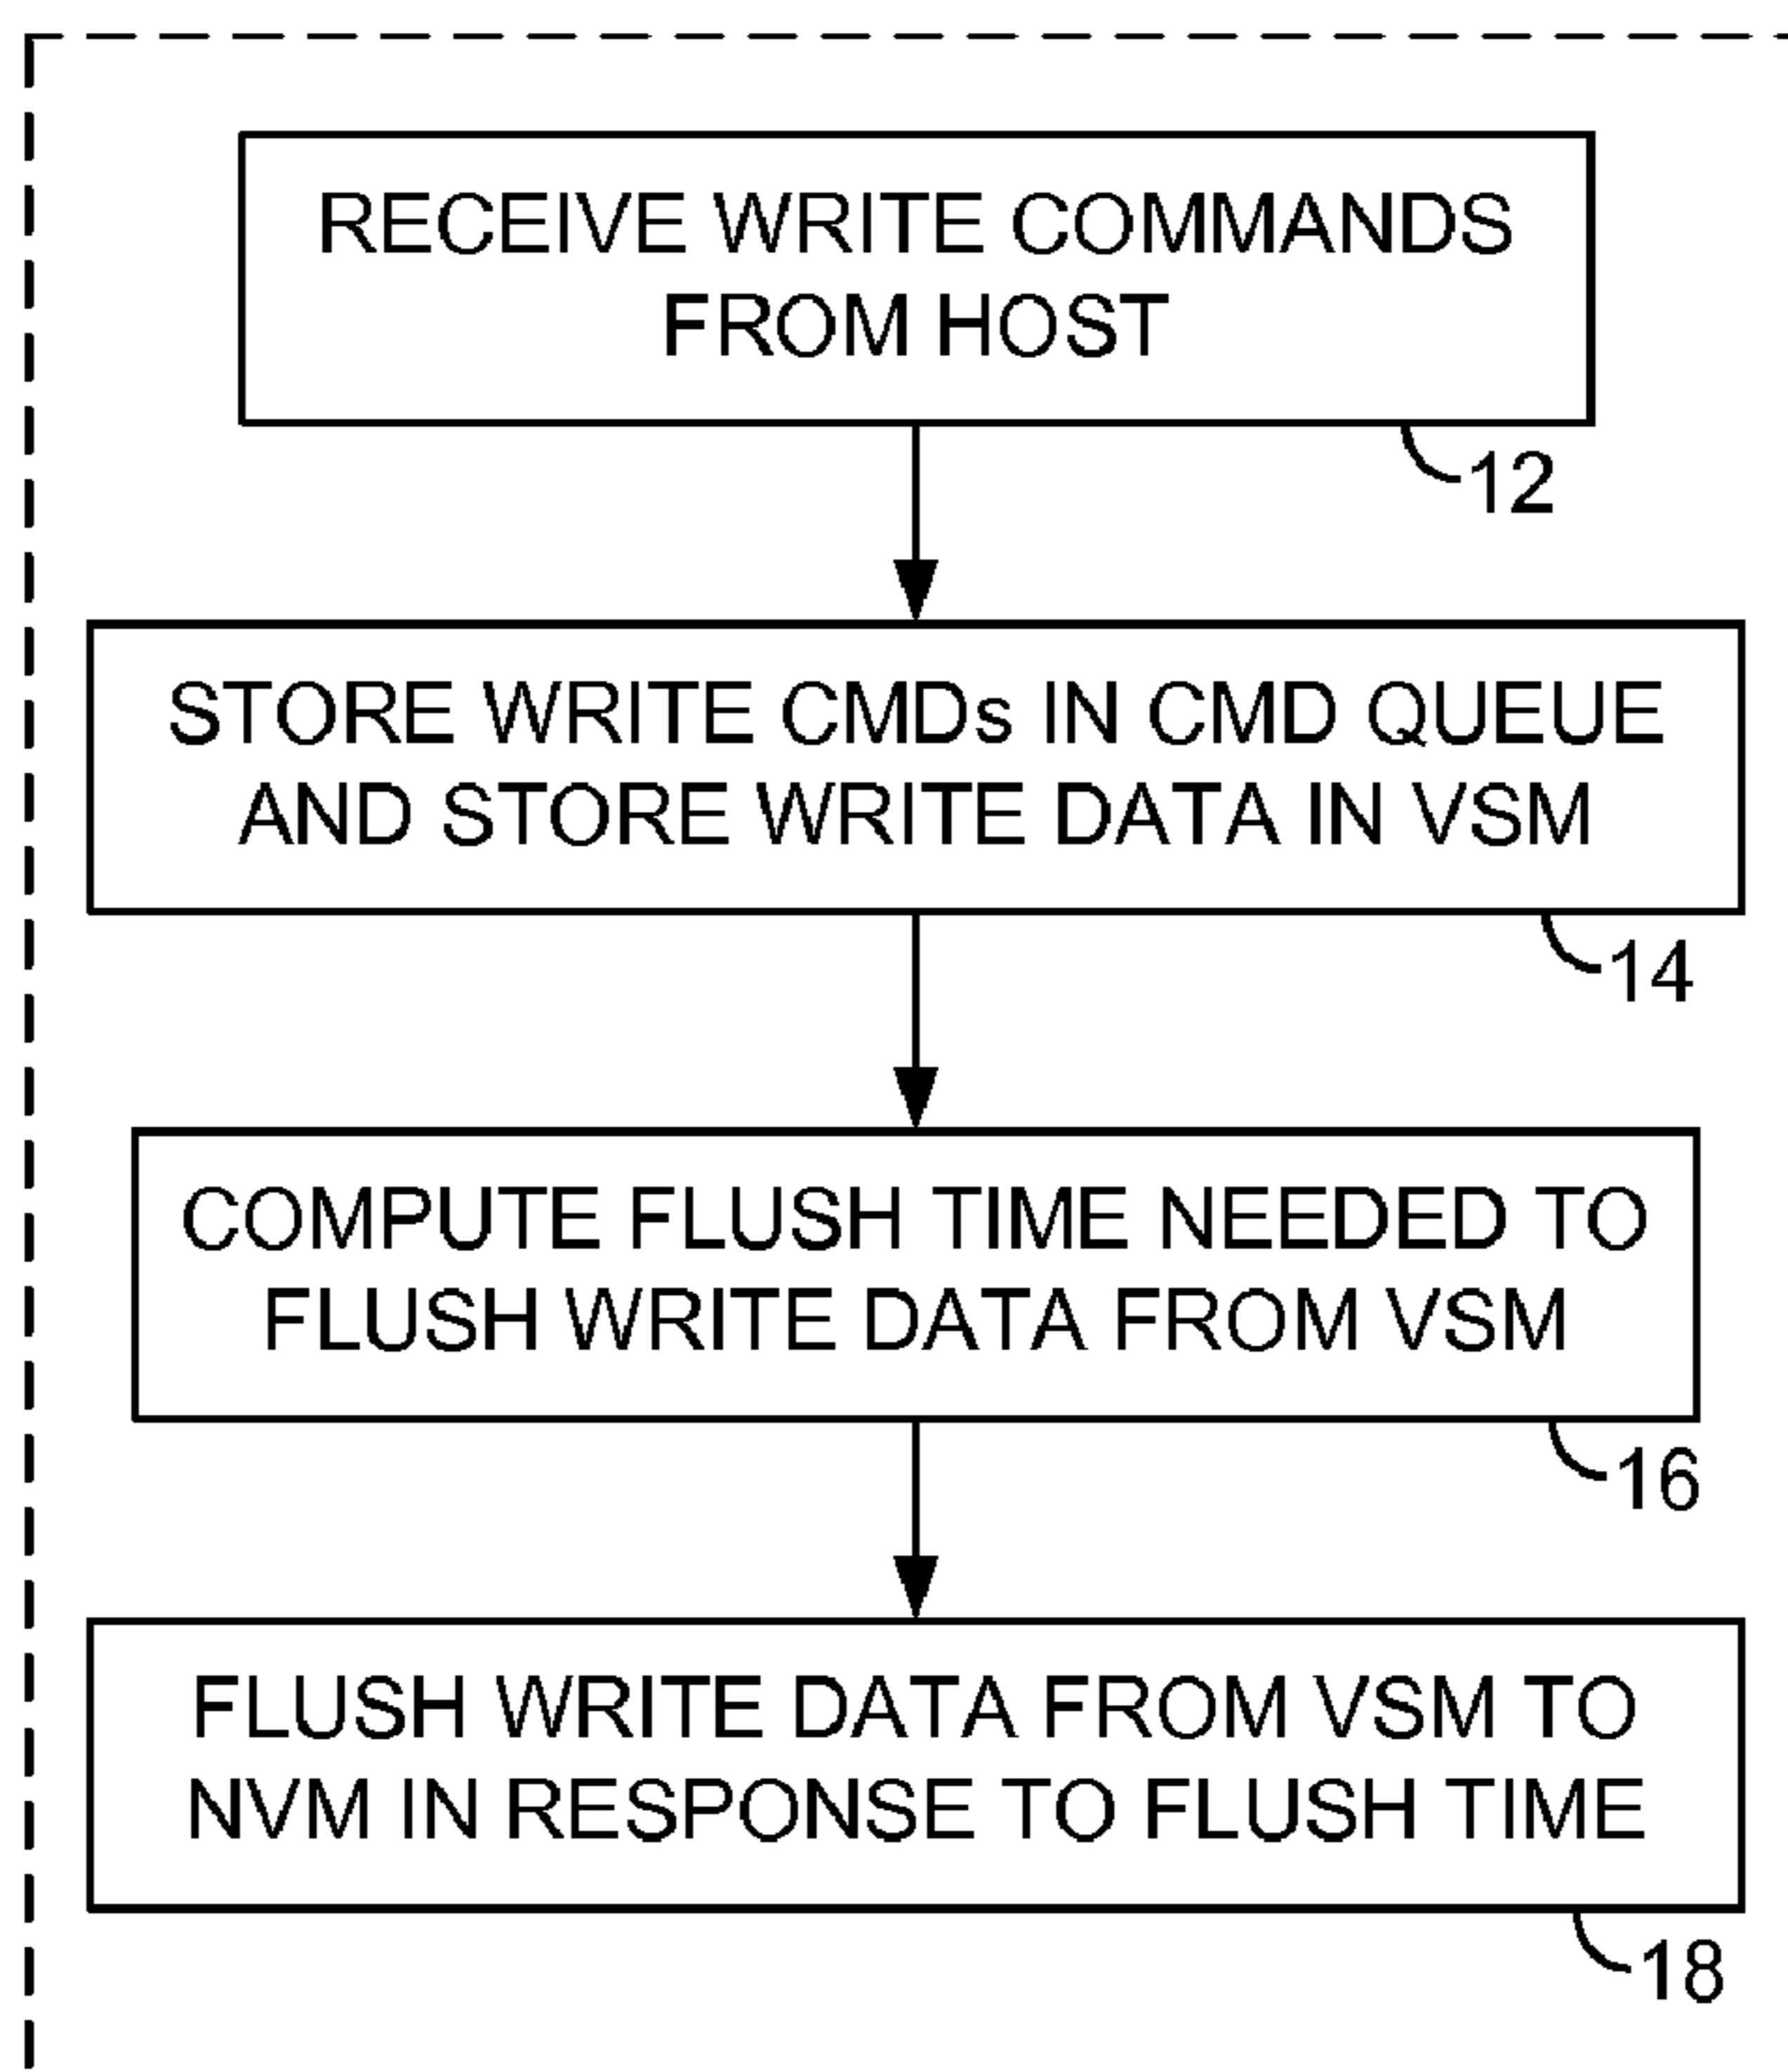 RECEIVE WRITE COMMANDS
FROM HOST
12
STORE WRITE CMDs IN CMD QUEUE
AND STORE WRITE DATA IN VSM
14
COMPUTE FLUSH TIME NEEDED TO
FLUSH WRITE DATA FROM VSM
16
FLUSH WRITE DATA FROM VSM TO
NVM IN RESPONSE TO FLUSH TIME
18